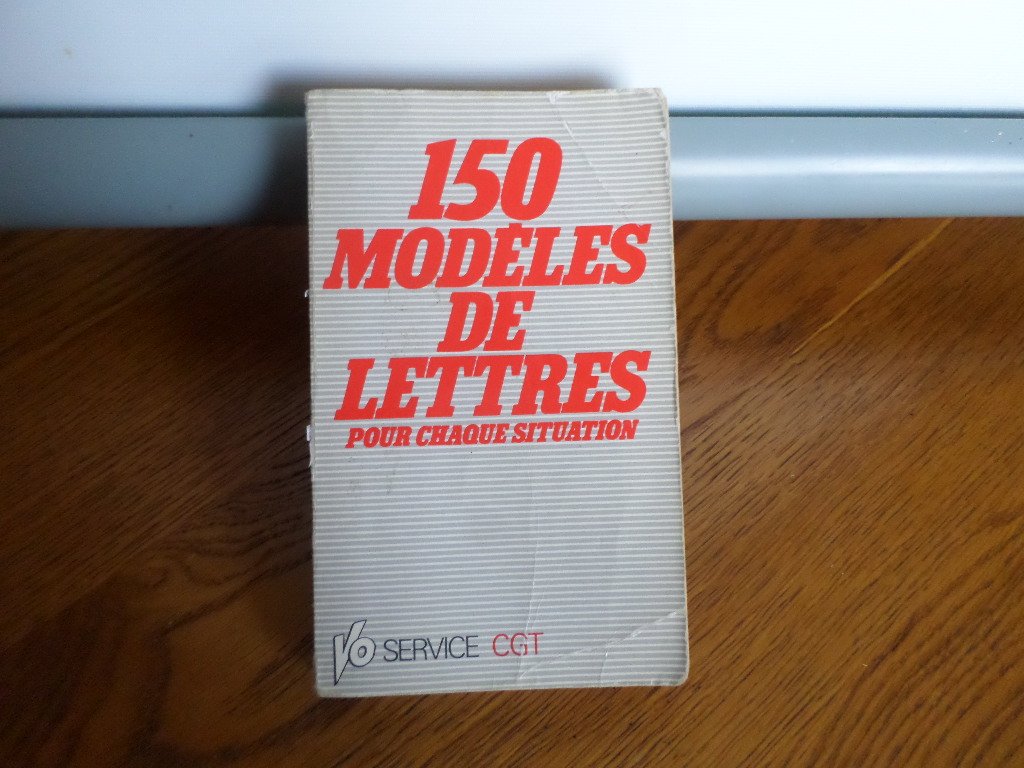 150
MODÈLES
DE
LETTRES
POUR CHAQUE SITUATION
VO SERVICE CGT